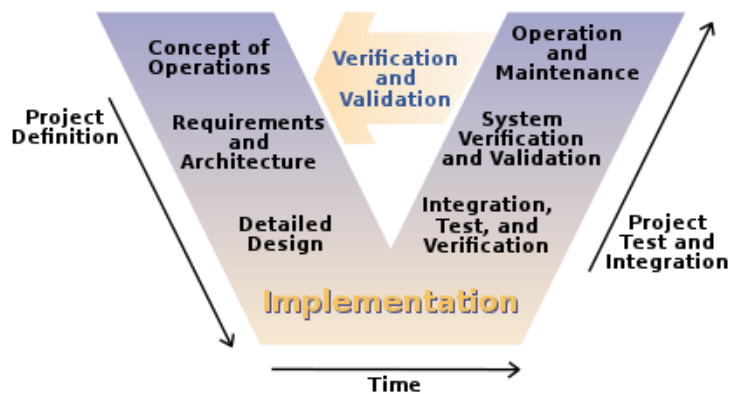 Concept of
Operations
Verification
and
Validation
Operation
and
Maintenance
Project
Definition
Requirements
and
Architecture
System
Verification
and Validation
Detailed
Design
Integration,
Test, and
Verification
Project
Test and
Integration
Implementation
Time